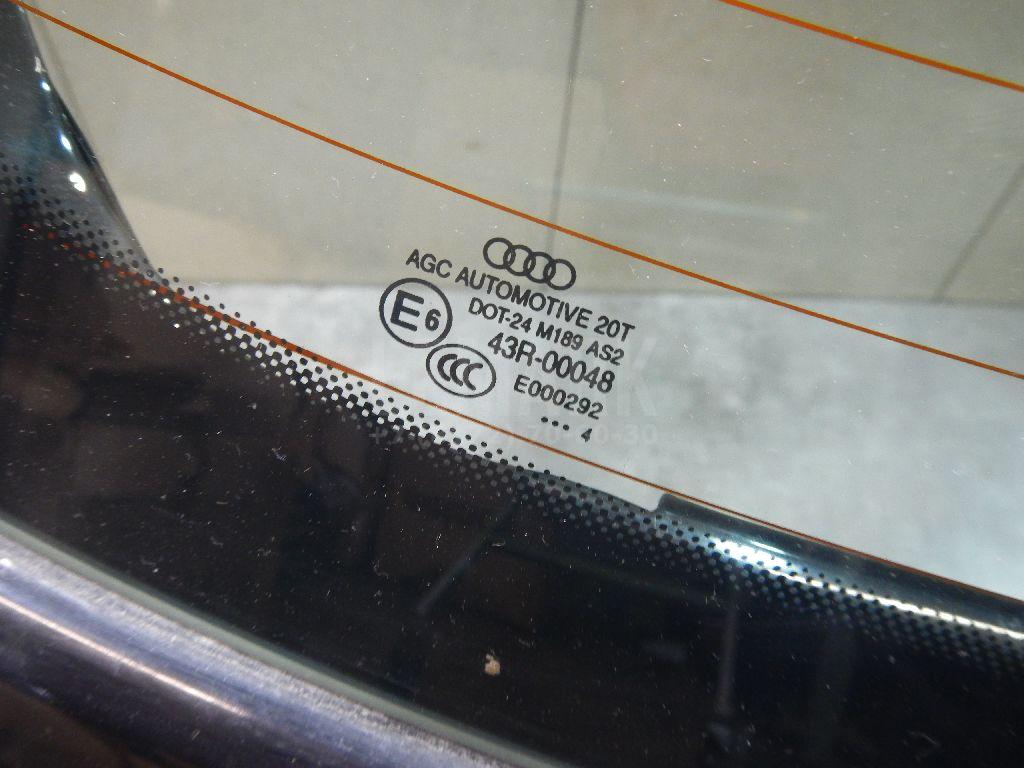 AGC AUTOMOTIVE 20T
DOT-24 M189 AS2
E6
43R-00048
CCC
E000292
... 4